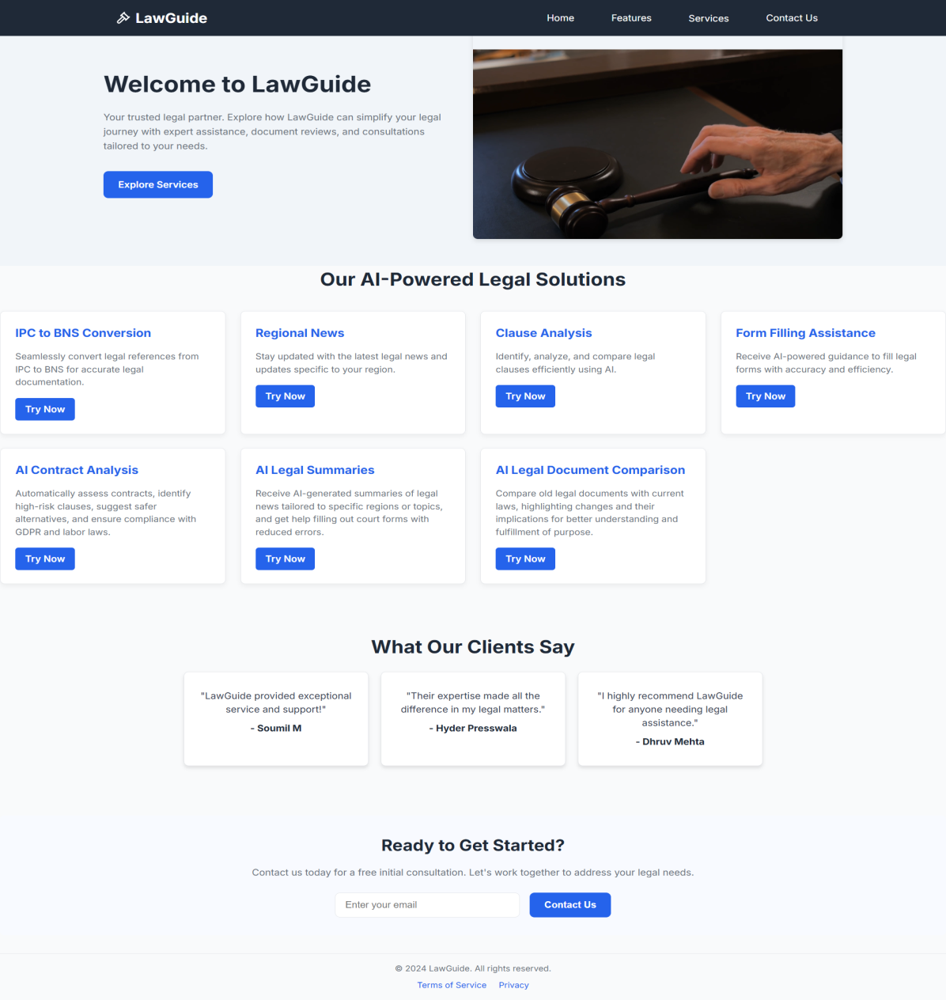 LawGuide
Home
Features
Services
Contact Us
Welcome to LawGuide
Your trusted legal partner. Explore how LawGuide can simplify your legal
journey with expert assistance, document reviews, and consultations
tailored to your needs.
Explore Services
Our AI-Powered Legal Solutions
IPC to BNS Conversion
Seamlessly convert legal references from
IPC to BNS for accurate legal
documentation.
Try Now
Regional News
Stay updated with the latest legal news and
updates specific to your region.
Try Now
Clause Analysis
Identify, analyze, and compare legal
clauses efficiently using AI.
Try Now
Form Filling Assistance
Receive AI-powered guidance to fill legal
forms with accuracy and efficiency.
Try Now
AI Contract Analysis
Automatically assess contracts, identify
high-risk clauses, suggest safer
alternatives, and ensure compliance with
GDPR and labor laws.
Try Now
AI Legal Summaries
Receive AI-generated summaries of legal
news tailored to specific regions or topics,
and get help filling out court forms with
reduced errors.
Try Now
AI Legal Document Comparison
Compare old legal documents with current
laws, highlighting changes and their
implications for better understanding and
fulfillment of purpose.
Try Now
What Our Clients Say
"LawGuide provided exceptional
service and support!"
- Soumil M
"Their expertise made all the
difference in my legal matters."
- Hyder Presswala
"I highly recommend LawGuide
for anyone needing legal
assistance."
- Dhruv Mehta
Ready to Get Started?
Contact us today for a free initial consultation. Let's work together to address your legal needs.
Enter your email
Contact Us
© 2024 LawGuide. All rights reserved.
Terms of Service
Privacy